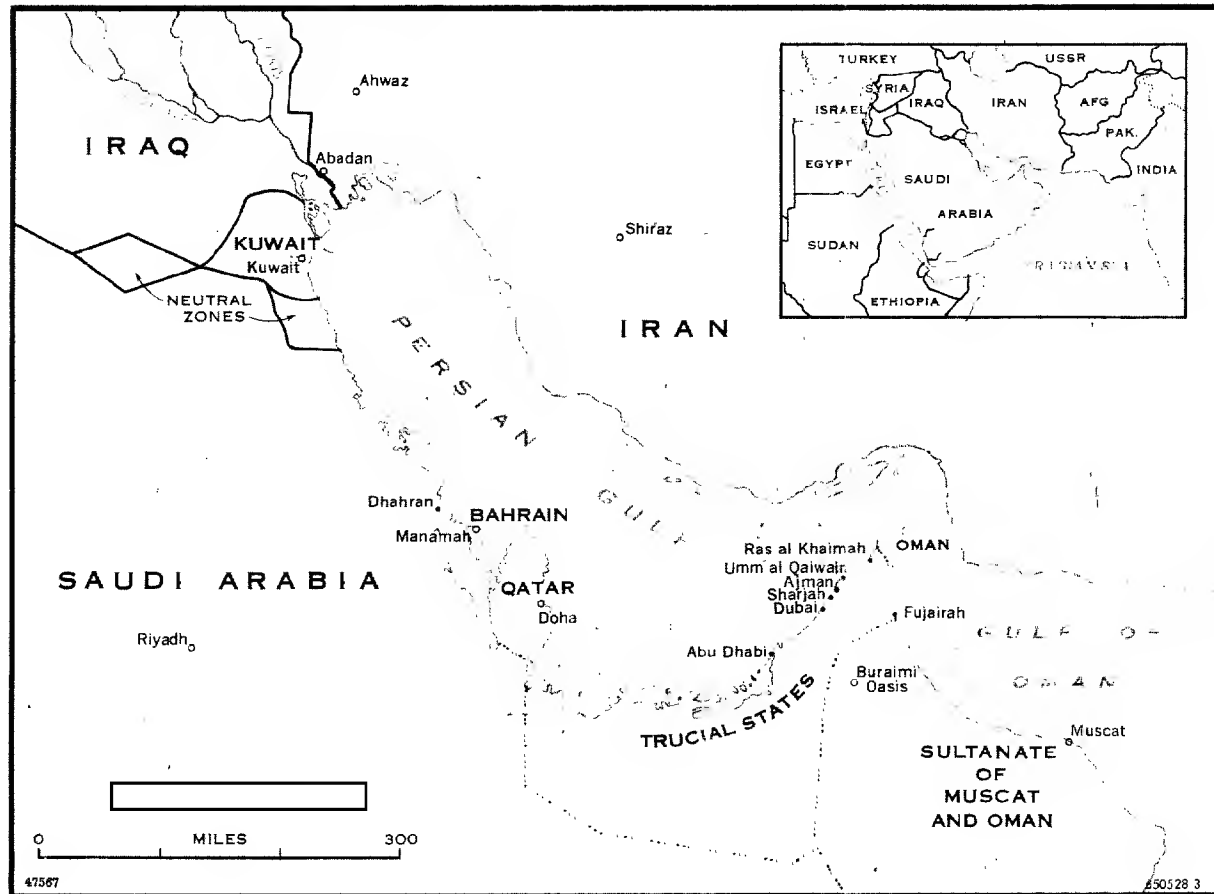 Ahwaz
IRAQ
Abadan
KUWAIT
Kuwait
NEUTRAL
ZONES
Shiraz
IRAN
PERSIAN
GULF
Dhahran
BAHRAIN
Manamah
QATAR
Doha
SAUDI ARABIA
Riyadh
Ras al Khaimah
OMAN
Umm al Qaiwair
Ajman
Sharjah
Dubai
Fujairah
Abu Dhabi
Buraimi
Oasis
TRUCIAL STATES
GULF O
OMAN
Muscat
SULTANATE
OF
MUSCAT
AND OMAN
0 MILES 300
47567
650528 3
TURKEY
USSR
SYRIA
ISRAEL
IRAQ
IRAN
AFG
PAK.
EGYPT
INDIA
SAUDI
ARABIA
SUDAN
ETHIOPIA